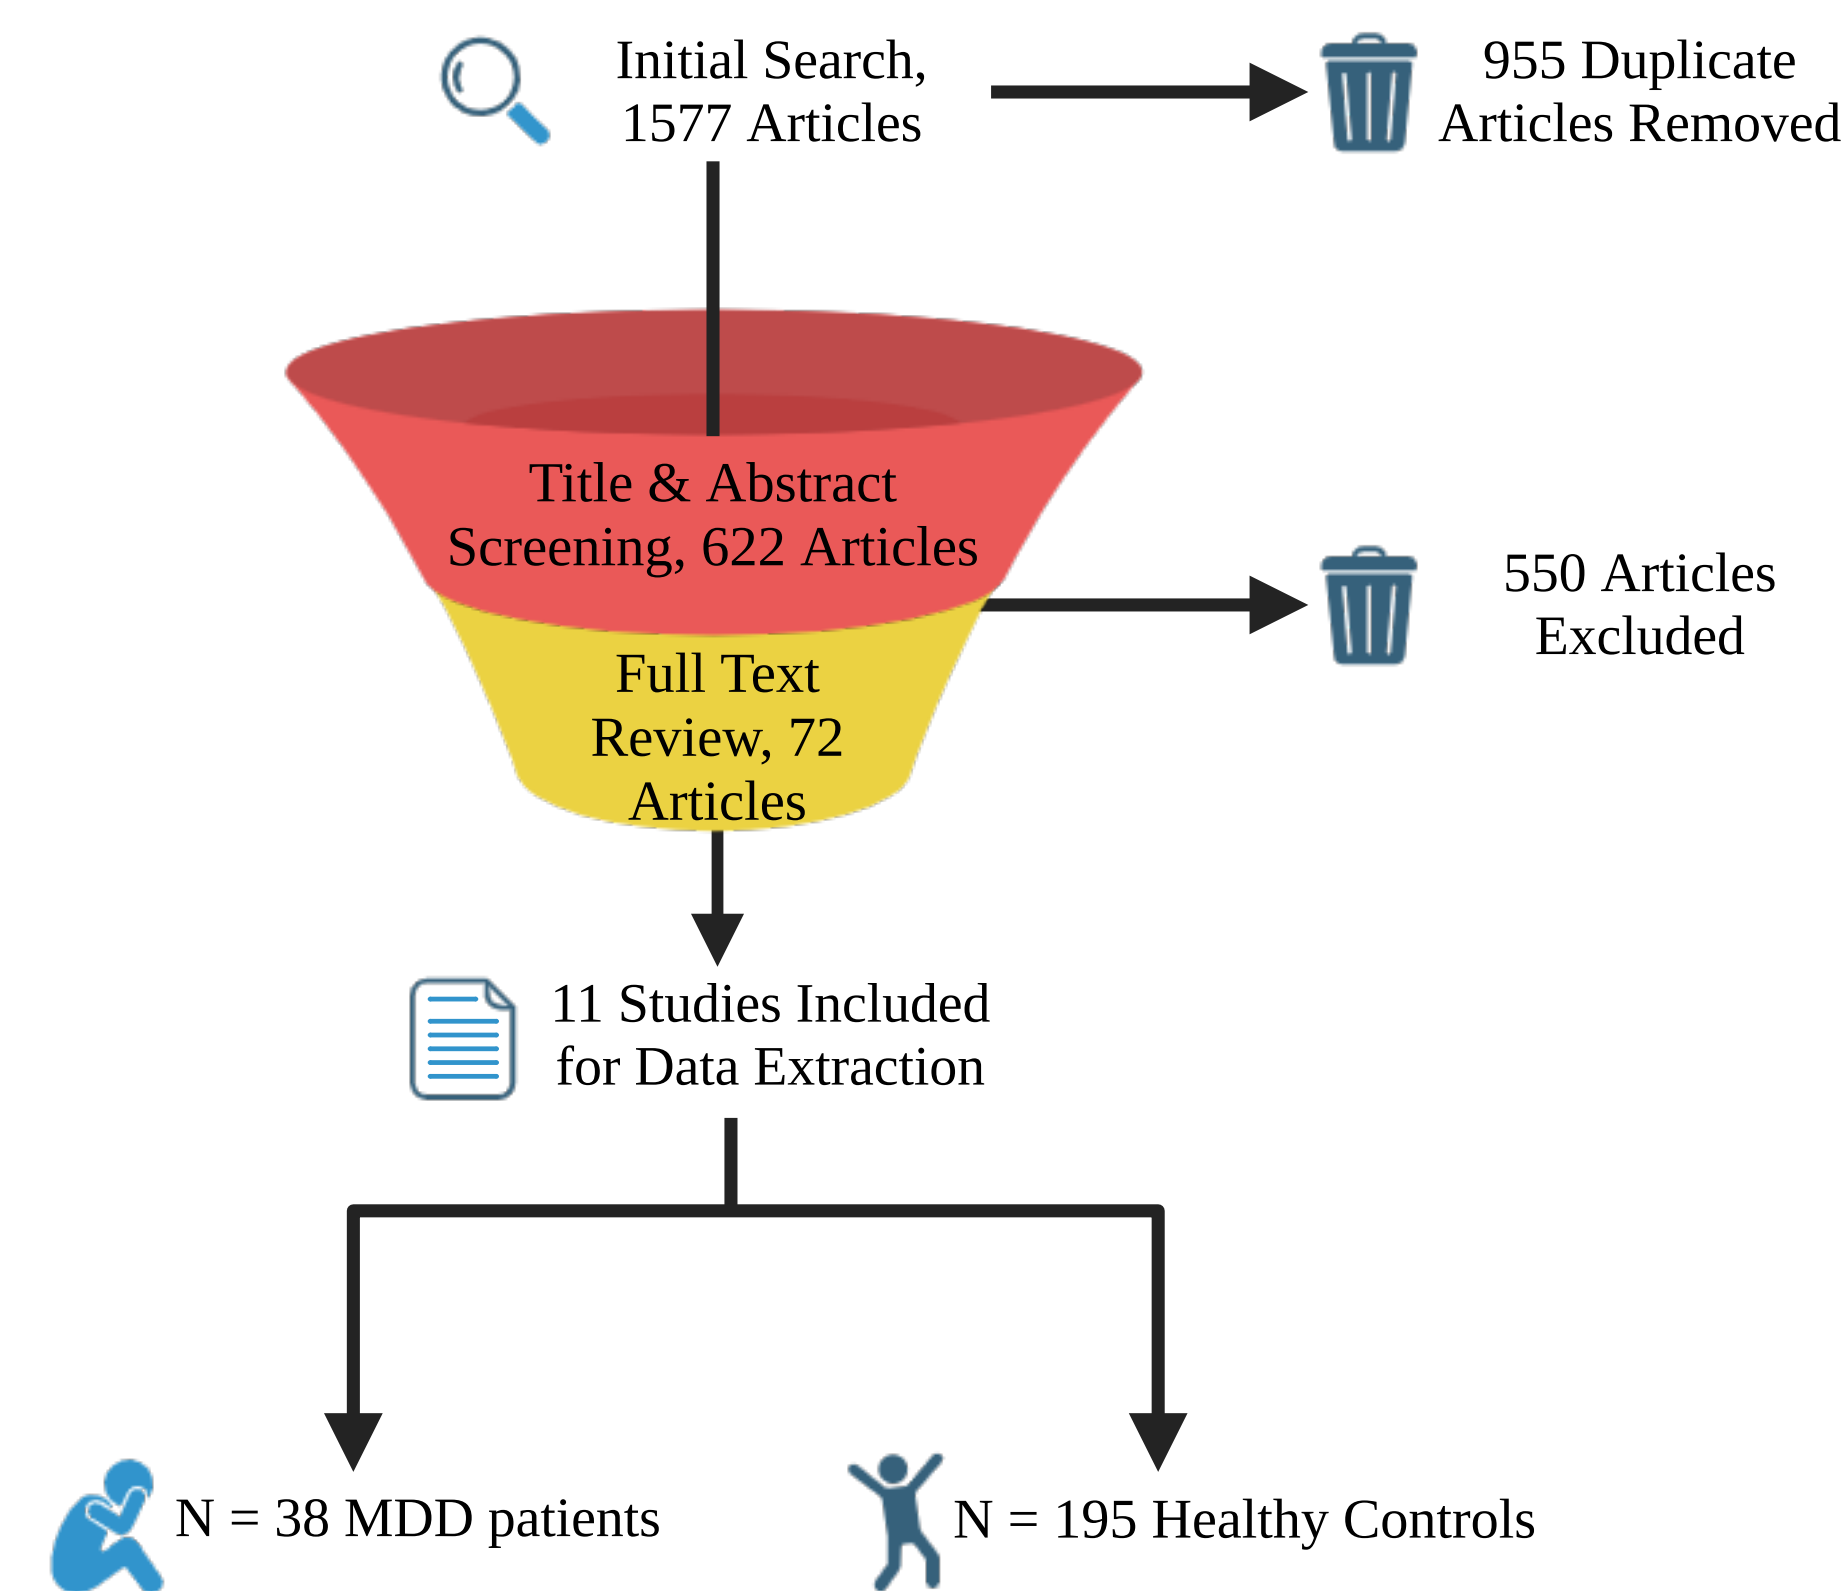 Initial Search,
1577 Articles
955 Duplicate
Articles Removed
Title & Abstract
Screening, 622 Articles
550 Articles
Excluded
Full Text
Review, 72
Articles
11 Studies Included
for Data Extraction
N = 38 MDD patients
N = 195 Healthy Controls